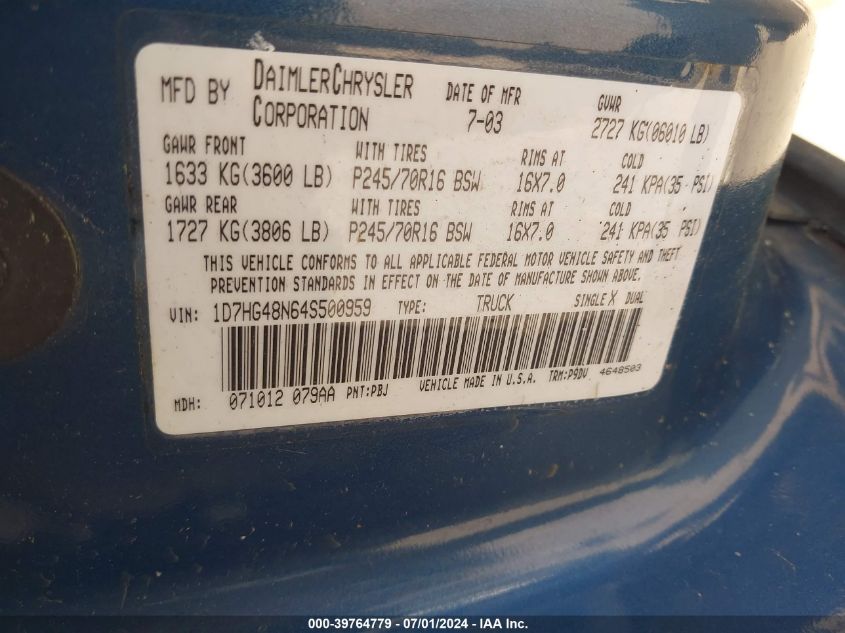 MFD BY DAIMLERCHRYSLER CORPORATION DATE OF MFR 7-03 GVWR 2727 KG(06010 LB)
GAWR FRONT WITH TIRES RIMS AT COLD
1633 KG(3600 LB) P245/70R16 BSW 16X7.0 241 KPA(35 PSI)
GAWR REAR WITH TIRES RIMS AT COLD
1727 KG(3806 LB) P245/70R16 BSW 16X7.0 241 KPA(35 PSI)
THIS VEHICLE CONFORMS TO ALL APPLICABLE FEDERAL MOTOR VEHICLE SAFETY AND THEFT
PREVENTION STANDARDS IN EFFECT ON THE DATE OF MANUFACTURE SHOWN ABOVE.
VIN: 1D7HG48N64S500959 TYPE: TRUCK SINGLE X DUAL
MDH: 071012 079AA PNT:PBJ VEHICLE MADE IN U.S.A. TRM:P9DV 4648503
000-39764779 - 07/01/2024 - IAA Inc.